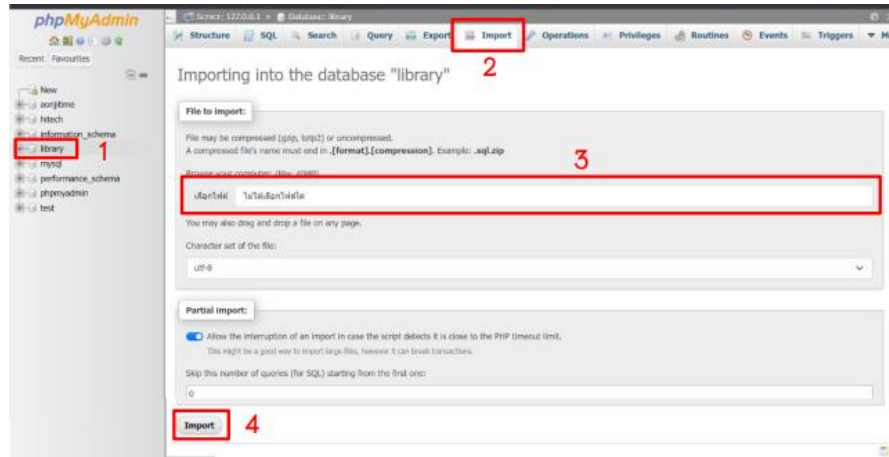 phpMyAdmin
Recent Favourites
New
aonjitime
hitech
information_schema
library
mysql
performance_schema
phpmyadmin
test
1
Server: 127.0.0.1 » Database: library
Structure SQL Search Query Export Import Operations Privileges Routines Events Triggers
2
Importing into the database "library"
File to import:
File may be compressed (gzip, bzip2) or uncompressed.
A compressed file's name must end in .[format].[compression]. Example: .sql.zip
3
Browse your computer: (Max: 40MiB)
เลือกไฟล์ ไม่ได้เลือกไฟล์ใด
You may also drag and drop a file on any page.
Character set of the file:
utf-8
Partial import:
Allow the interruption of an import in case the script detects it is close to the PHP timeout limit.
This might be a good way to import large files, however it can break transactions.
Skip this number of queries (for SQL) starting from the first one:
0
Import
4